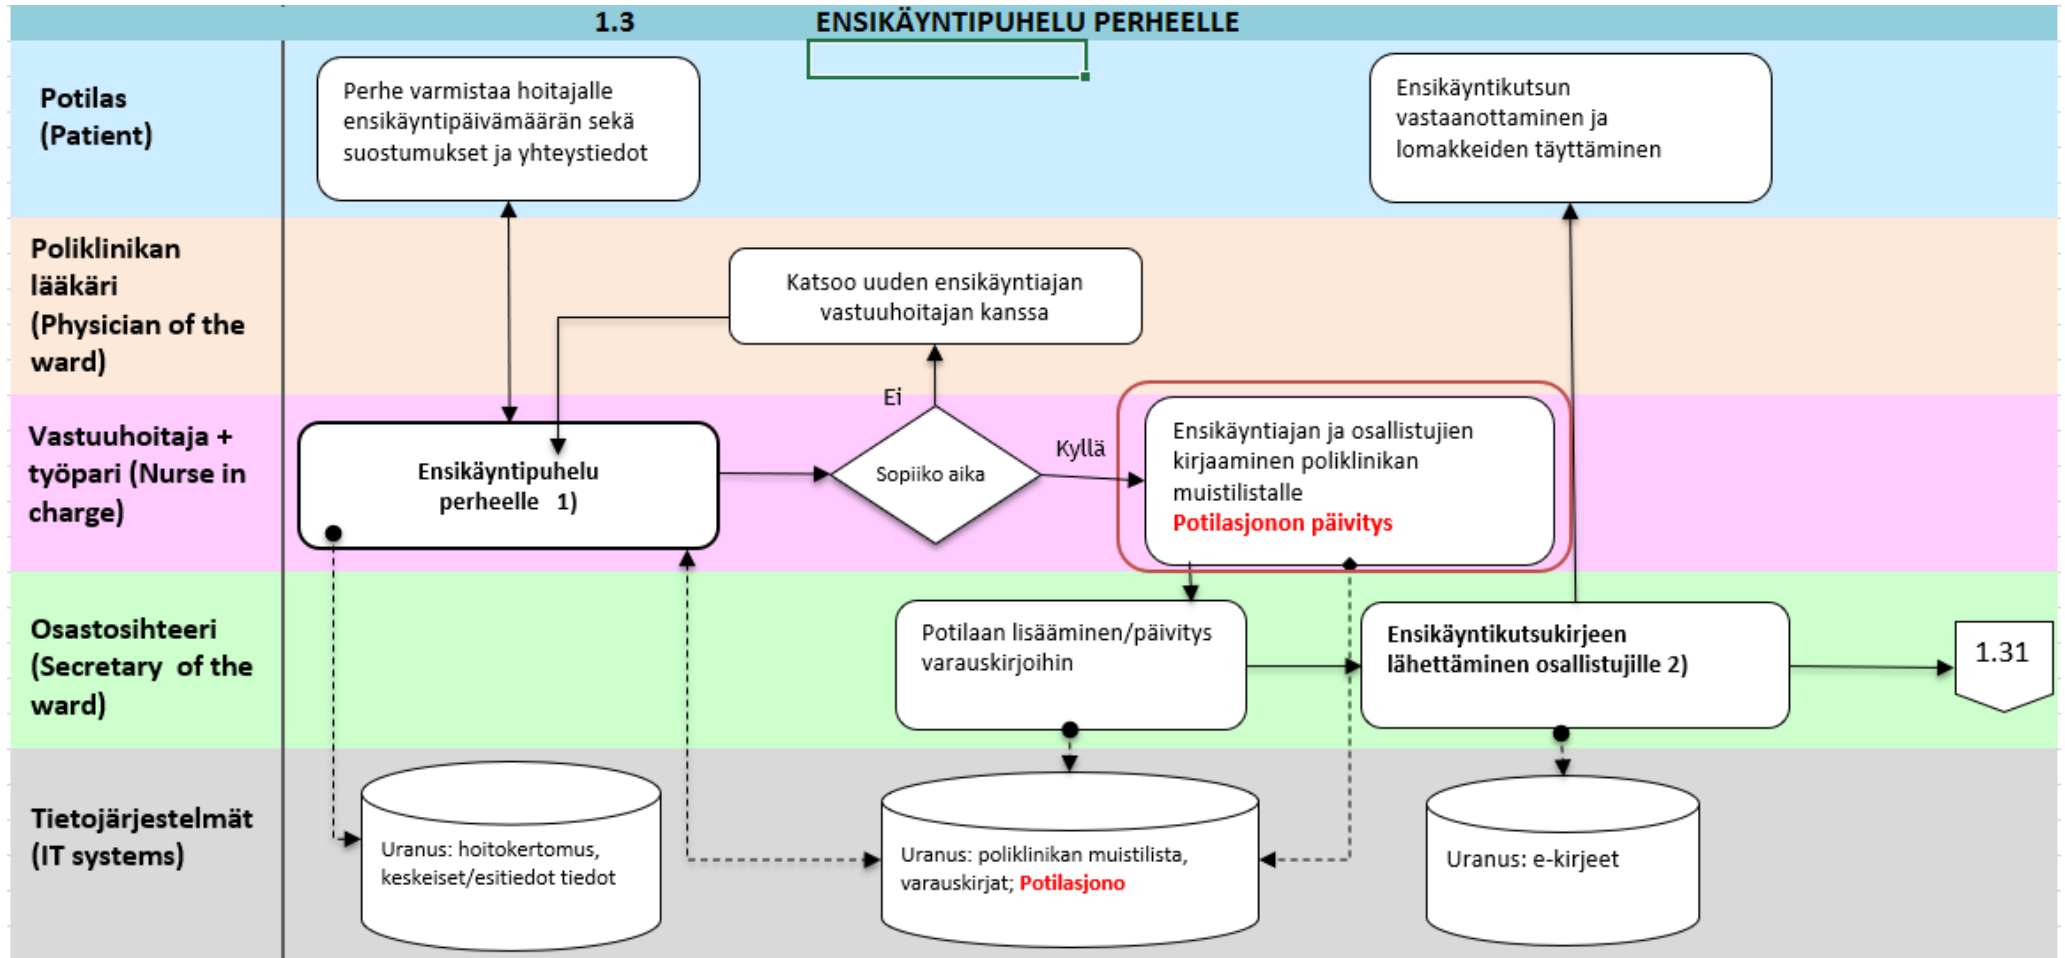 1.3 ENSIKÄYNTIPUHELU PERHEELLE
Potilas
(Patient)
Perhe varmistaa hoitajalle
ensikäyntipäivämäärän sekä
suostumukset ja yhteystiedot
Ensikäyntikutsun
vastaanottaminen ja
lomakkeiden täyttäminen
Poliklinikan
lääkäri
(Physician of the
ward)
Katsoo uuden ensikäyntiajan
vastuuhoitajan kanssa
Vastuuhoitaja +
työpari (Nurse in
charge)
Ensikäyntipuhelu
perheelle 1)
Ei
Sopiiko aika
Kyllä
Ensikäyntiajan ja osallistujien
kirjaaminen poliklinikan
muistilistalle
Potilasjonon päivitys
Osastosihteeri
(Secretary of the
ward)
Potilaan lisääminen/päivitys
varauskirjoihin
Ensikäyntikutsukirjeen
lähettäminen osallistujille 2)
1.31
Tietojärjestelmät
(IT systems)
Uranus: hoitokertomus,
keskeiset/esitiedot tiedot
Uranus: poliklinikan muistilista,
varauskirjat; Potilasjono
Uranus: e-kirjeet